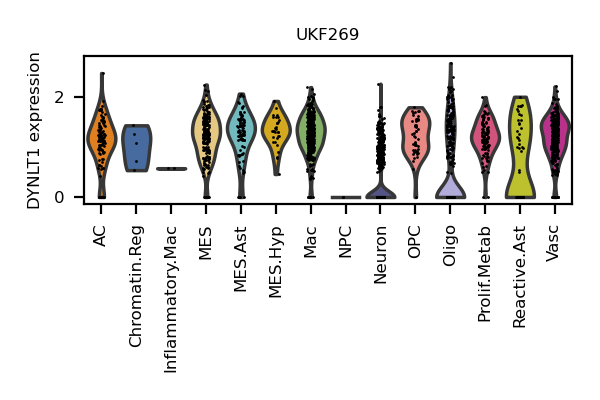 UKF269
DYNLT1 expression
2
0
AC
Chromatin.Reg
Inflammatory.Mac
MES
MES.Ast
MES.Hyp
Mac
NPC
Neuron
OPC
Oligo
Prolif.Metab
Reactive.Ast
Vasc